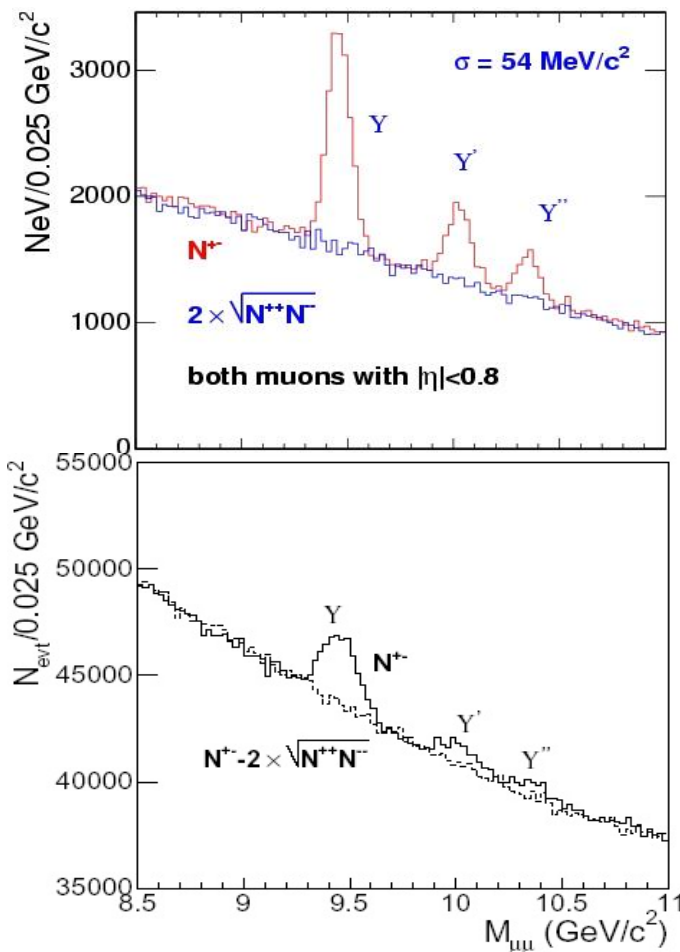 NeV/0.025 GeV/c²
3000
2000
1000
0
σ = 54 MeV/c²
Υ
Υ'
Υ''
N⁺⁻
2 × √N⁺⁺N⁻⁻
both muons with |η|<0.8
N_evt/0.025 GeV/c²
55000
50000
45000
40000
35000
Υ
N⁺⁻
Υ'
Υ''
N⁺⁻-2 × √N⁺⁺N⁻⁻
8.5 9 9.5 10 10.5 11
M_μμ (GeV/c²)